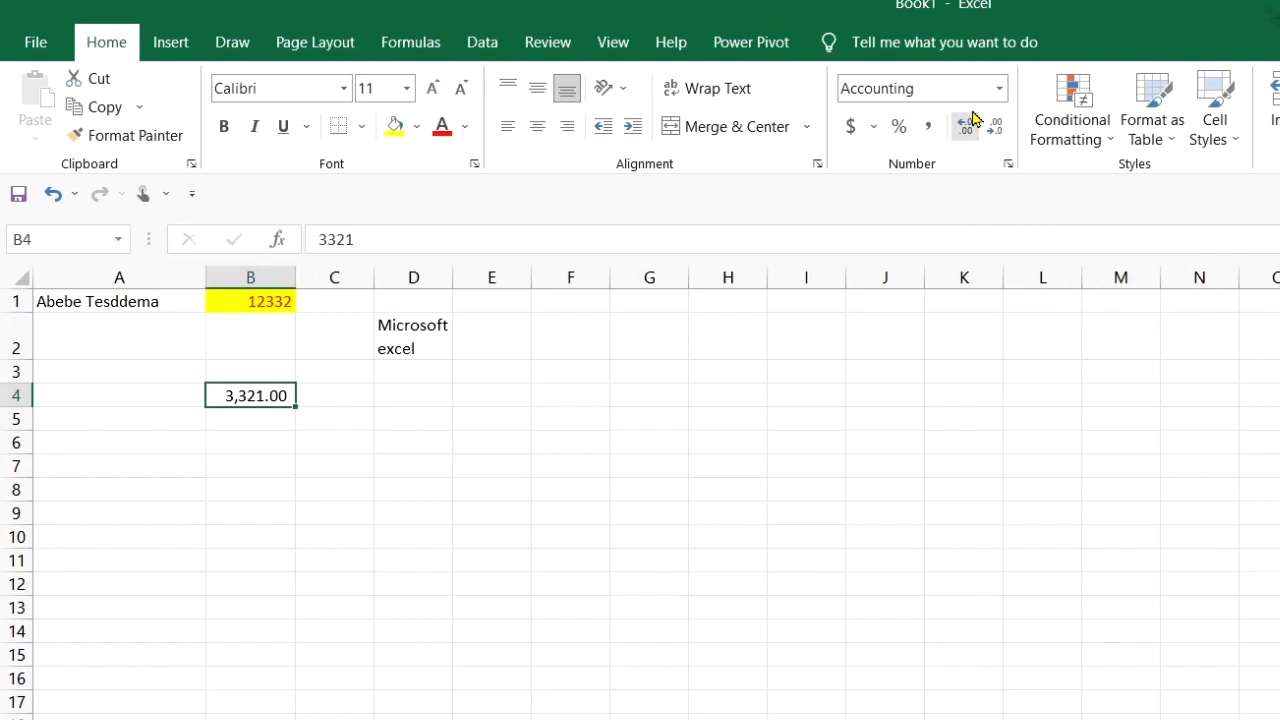 Book1 - Excel
File Home Insert Draw Page Layout Formulas Data Review View Help Power Pivot Tell me what you want to do
Cut
Copy
Format Painter
Paste
Clipboard
Calibri 11
B I U A
Font
Wrap Text
Merge & Center
Alignment
Accounting
$ % ,
Number
Conditional Formatting
Format as Table
Cell Styles
Styles
B4 fx 3321
A B C D E F G H I J K L M N
1 Abebe Tesddema 12332
2 Microsoft excel
3
4 3,321.00
5
6
7
8
9
10
11
12
13
14
15
16
17